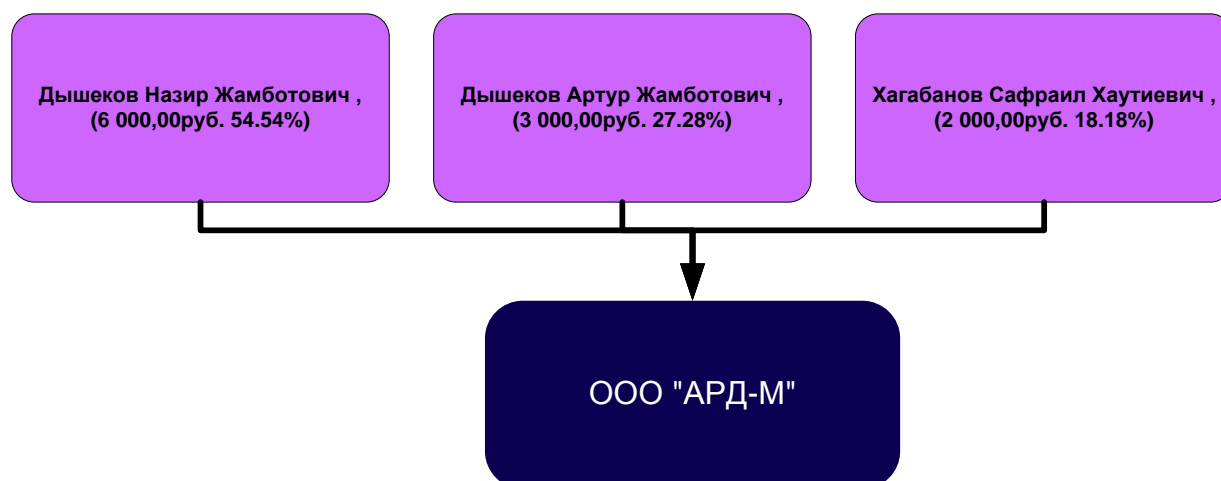 Дышеков Назир Жамботович ,
(6 000,00руб. 54.54%)
Дышеков Артур Жамботович ,
(3 000,00руб. 27.28%)
Хагабанов Сафраил Хаутиевич ,
(2 000,00руб. 18.18%)
ООО "АРД-М"